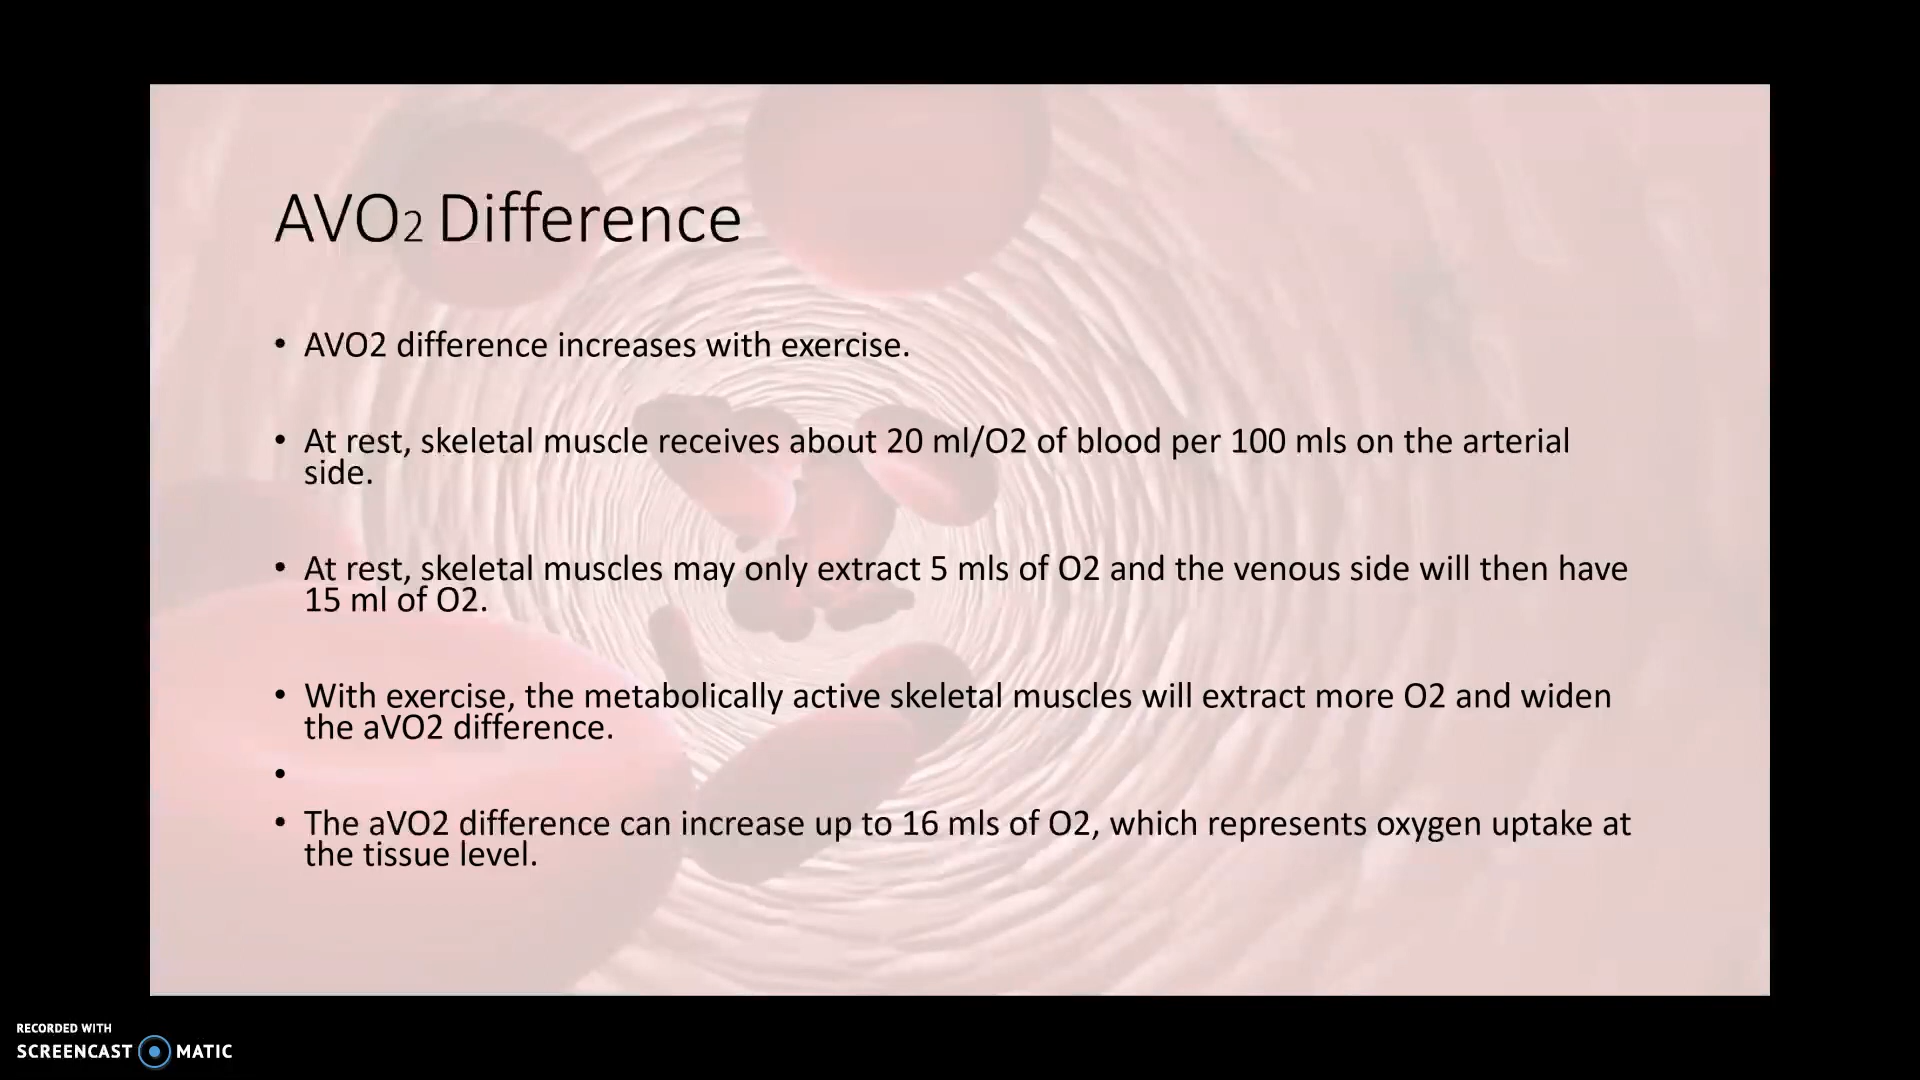 AVO2 Difference
• AVO2 difference increases with exercise.
• At rest, skeletal muscle receives about 20 ml/O2 of blood per 100 mls on the arterial
side.
• At rest, skeletal muscles may only extract 5 mls of O2 and the venous side will then have
15 ml of O2.
• With exercise, the metabolically active skeletal muscles will extract more O2 and widen
the aVO2 difference.
•
• The aVO2 difference can increase up to 16 mls of O2, which represents oxygen uptake at
the tissue level.
RECORDED WITH
SCREENCAST MATIC